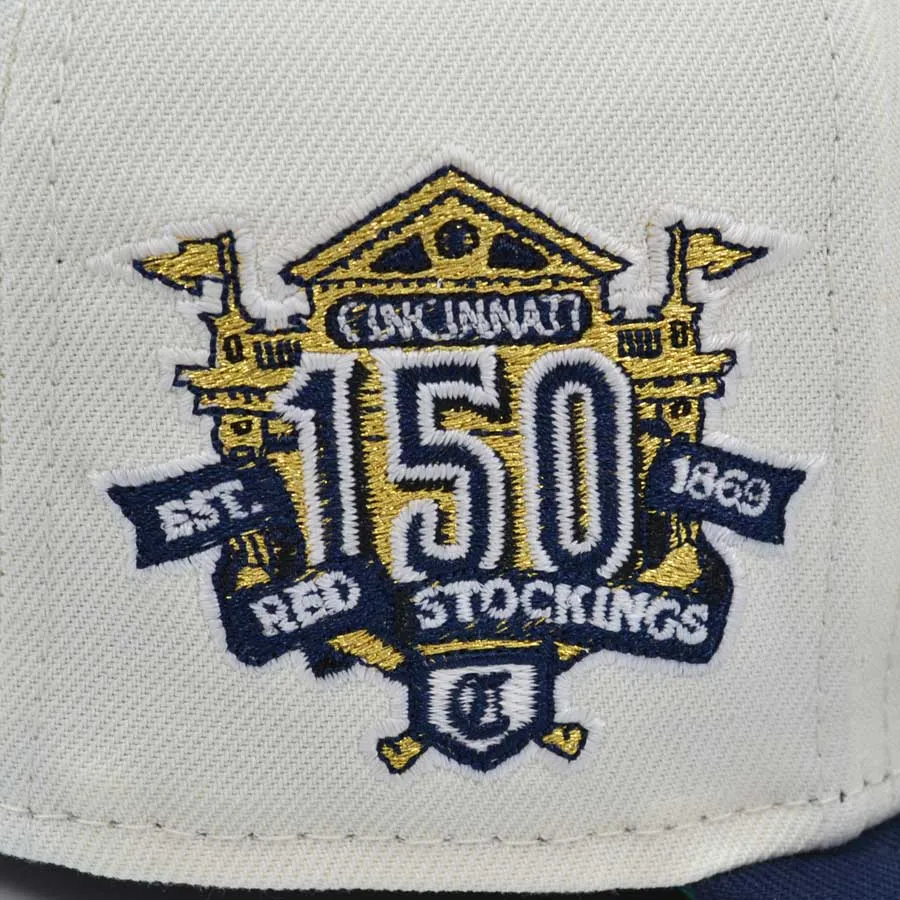 CINCINNATI
150
EST. 1869
RED STOCKINGS
C